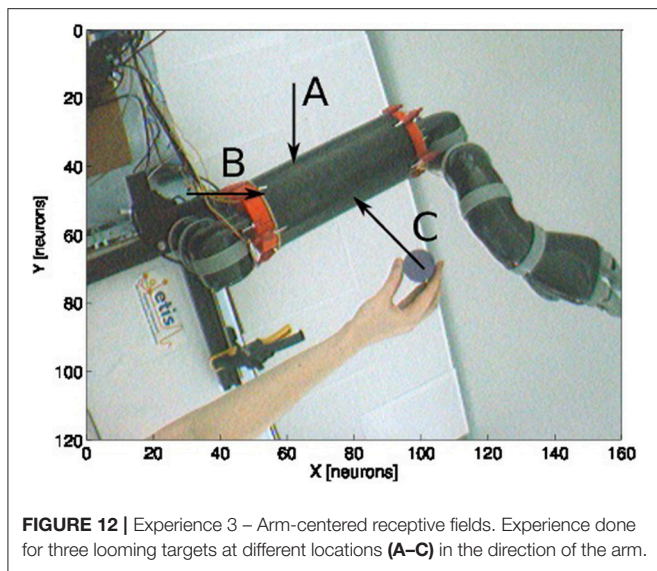 0
20
40
60
80
100
120
Y [neurons]
A
B
C
etis
0 20 40 60 80 100 120 140 160
X [neurons]
FIGURE 12 | Experience 3 – Arm-centered receptive fields. Experience done
for three looming targets at different locations (A–C) in the direction of the arm.